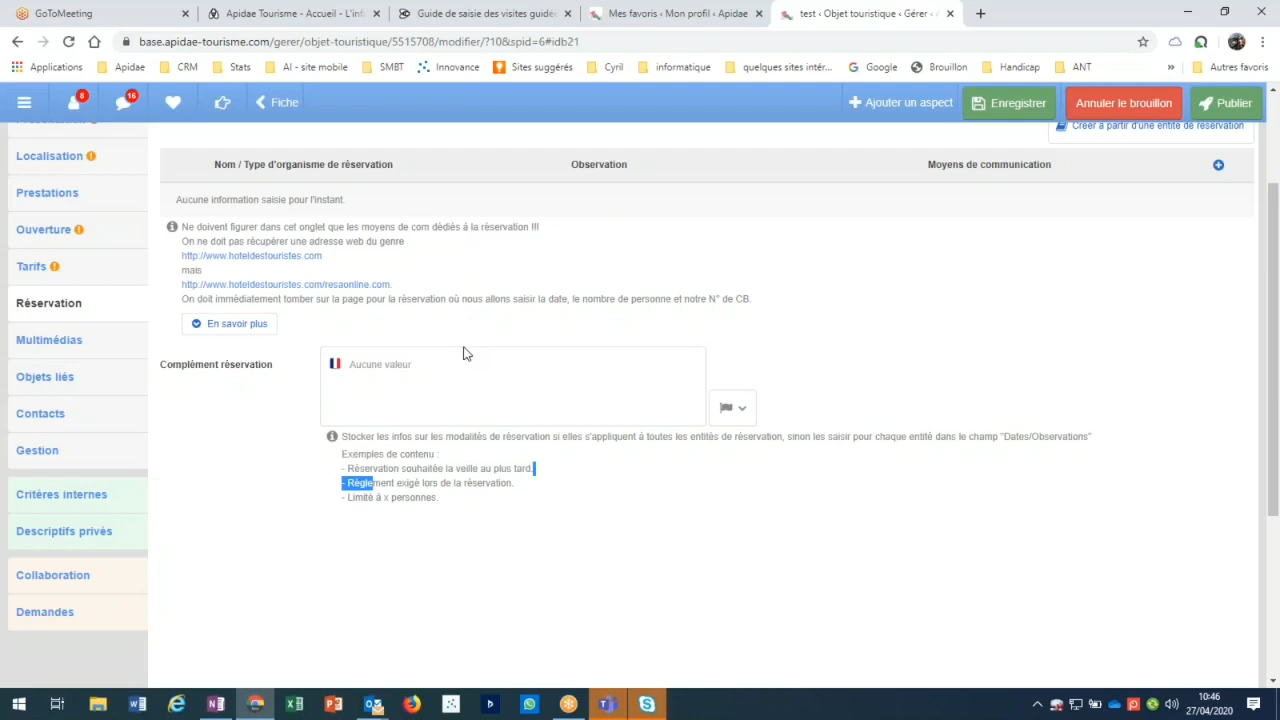 GoToMeeting
Apidae Tourisme - Accueil - L'inf
Guide de saisie des visites guidé
Mes favoris ‹ Mon profil ‹ Apidae
test ‹ Objet touristique ‹ Gérer ‹ A
base.apidae-tourisme.com/gerer/objet-touristique/5515708/modifier/?10&spid=6#idb21
Applications
Apidae
CRM
Stats
AI - site mobile
SMBT
Innovance
Sites suggérés
Cyril
informatique
quelques sites intér...
Google
Brouillon
Handicap
ANT
»
Autres favoris
8
16
Fiche
Ajouter un aspect
Enregistrer
Annuler le brouillon
Publier
Créer à partir d'une entité de réservation
Localisation
Prestations
Ouverture
Tarifs
Réservation
Multimédias
Objets liés
Contacts
Gestion
Critères internes
Descriptifs privés
Collaboration
Demandes
Nom / Type d'organisme de réservation
Observation
Moyens de communication
Aucune information saisie pour l'instant.
Ne doivent figurer dans cet onglet que les moyens de com dédiés à la réservation !!!
On ne doit pas récupérer une adresse web du genre
http://www.hoteldestouristes.com
mais
http://www.hoteldestouristes.com/resaonline.com.
On doit immédiatement tomber sur la page pour la réservation où nous allons saisir la date, le nombre de personne et notre N° de CB.
En savoir plus
Complément réservation
Aucune valeur
Stocker les infos sur les modalités de réservation si elles s'appliquent à toutes les entités de réservation, sinon les saisir pour chaque entité dans le champ "Dates/Observations"
Exemples de contenu :
- Réservation souhaitée la veille au plus tard.
- Règlement exigé lors de la réservation.
- Limité à x personnes.
10:46
27/04/2020